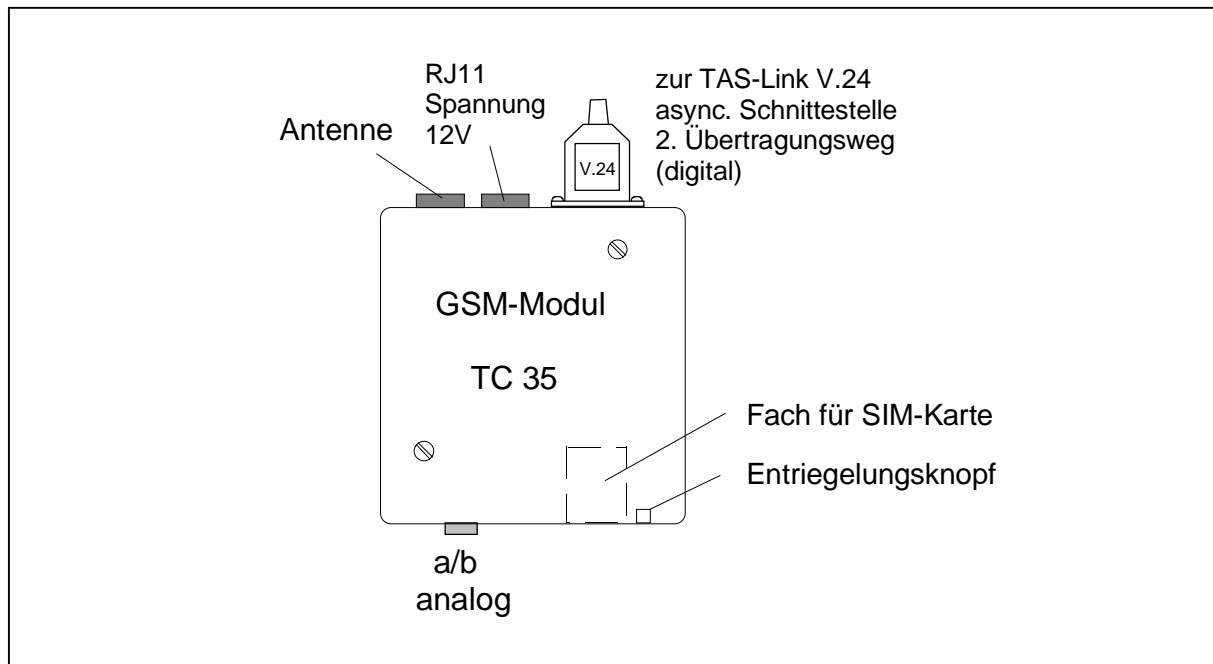 RJ11
Spannung
12V
zur TAS-Link V.24
async. Schnittestelle
2. Übertragungsweg
(digital)
Antenne
V.24
GSM-Modul
TC 35
Fach für SIM-Karte
Entriegelungsknopf
a/b
analog